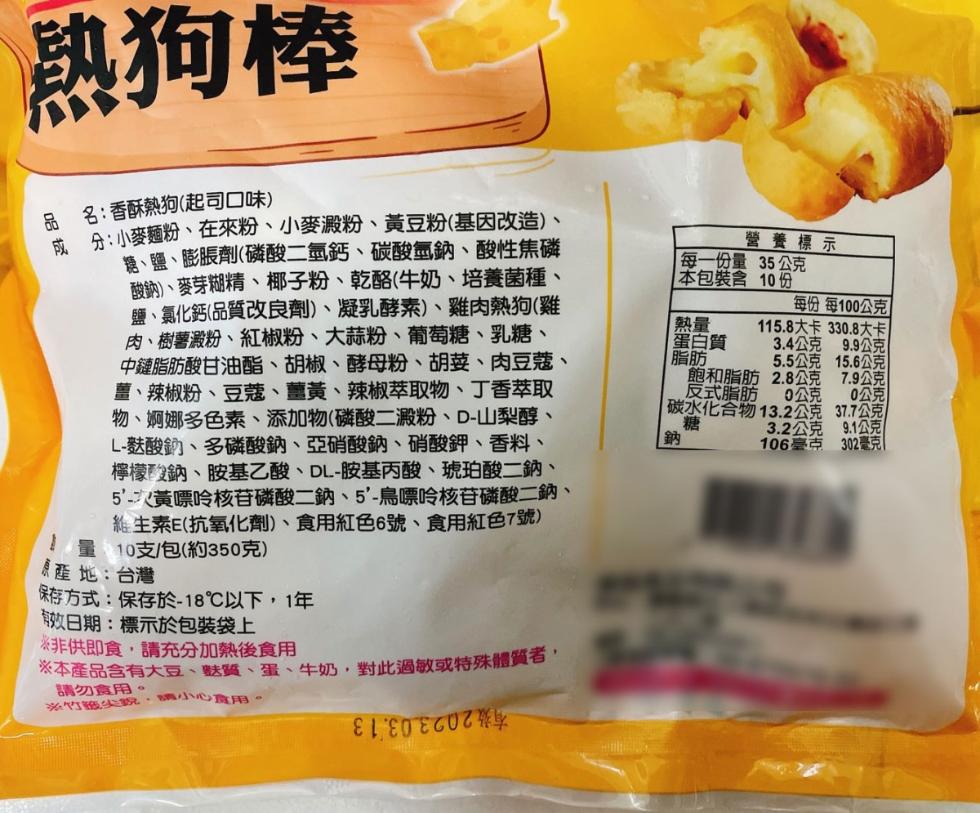 熱狗棒
品名:香酥熱狗(起司口味)
成分:小麥麵粉、在來粉、小麥澱粉、黃豆粉(基因改造)、
糖、鹽、膨脹劑(磷酸二氫鈣、碳酸氫鈉、酸性焦磷
酸鈉)、麥芽糊精、椰子粉、乾酪(牛奶、培養菌種、
鹽、氯化鈣(品質改良劑)、凝乳酵素)、雞肉熱狗(雞
肉、樹薯澱粉、紅椒粉、大蒜粉、葡萄糖、乳糖、
中鏈脂肪酸甘油酯、胡椒、酵母粉、胡荽、肉豆蔻、
薑、辣椒粉、豆蔻、薑黃、辣椒萃取物、丁香萃取
物、婀娜多色素、添加物(磷酸二澱粉、D-山梨醇、
L-麩酸鈉、多磷酸鈉、亞硝酸鈉、硝酸鉀、香料、
檸檬酸鈉、胺基乙酸、DL-胺基丙酸、琥珀酸二鈉、
5'-次黃嘌呤核苷磷酸二鈉、5'-鳥嘌呤核苷磷酸二鈉、
維生素E(抗氧化劑)、食用紅色6號、食用紅色7號)
量:10支/包(約350克)
原產地:台灣
保存方式:保存於-18℃以下,1年
有效日期:標示於包裝袋上
※非供即食,請充分加熱後食用
※本產品含有大豆、麩質、蛋、牛奶,對此過敏或特殊體質者,
請勿食用。
※竹籤尖銳,請小心食用。
有效2023.03.13
營養標示
每一份量 35公克
本包裝含 10份
每份 每100公克
熱量 115.8大卡 330.8大卡
蛋白質 3.4公克 9.9公克
脂肪 5.5公克 15.6公克
飽和脂肪 2.8公克 7.9公克
反式脂肪 0公克 0公克
碳水化合物 13.2公克 37.7公克
糖 3.2公克 9.1公克
鈉 106毫克 302毫克